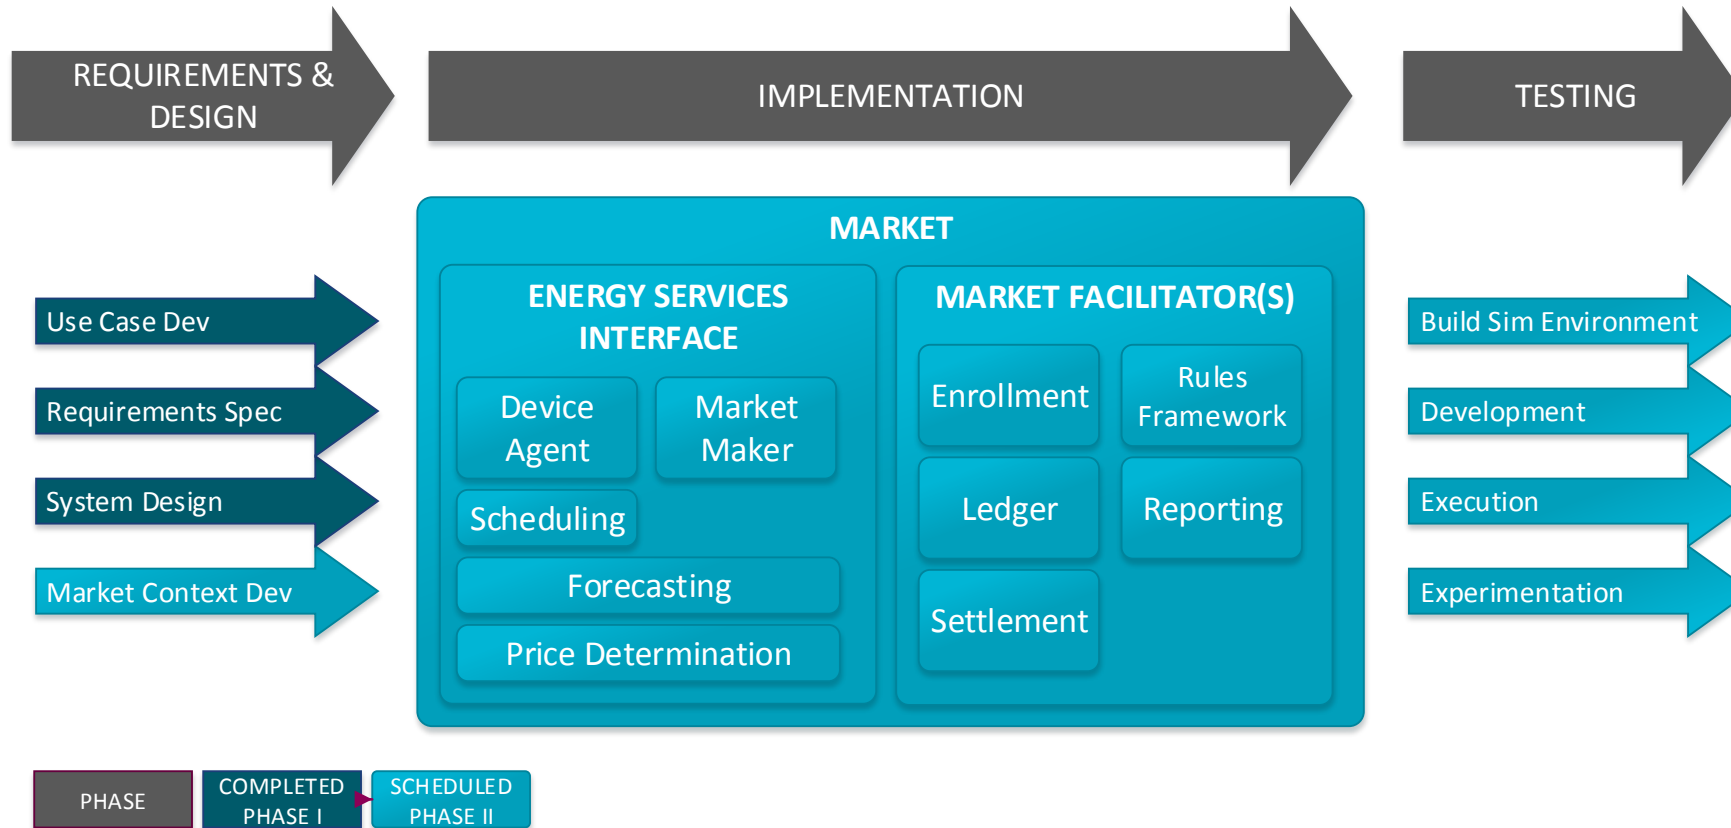 REQUIREMENTS &
DESIGN
IMPLEMENTATION
TESTING
Use Case Dev
Requirements Spec
System Design
Market Context Dev
MARKET
ENERGY SERVICES
INTERFACE
Device
Agent
Market
Maker
Scheduling
Forecasting
Price Determination
MARKET FACILITATOR(S)
Enrollment
Rules
Framework
Ledger
Reporting
Settlement
Build Sim Environment
Development
Execution
Experimentation
PHASE
COMPLETED
PHASE I
SCHEDULED
PHASE II